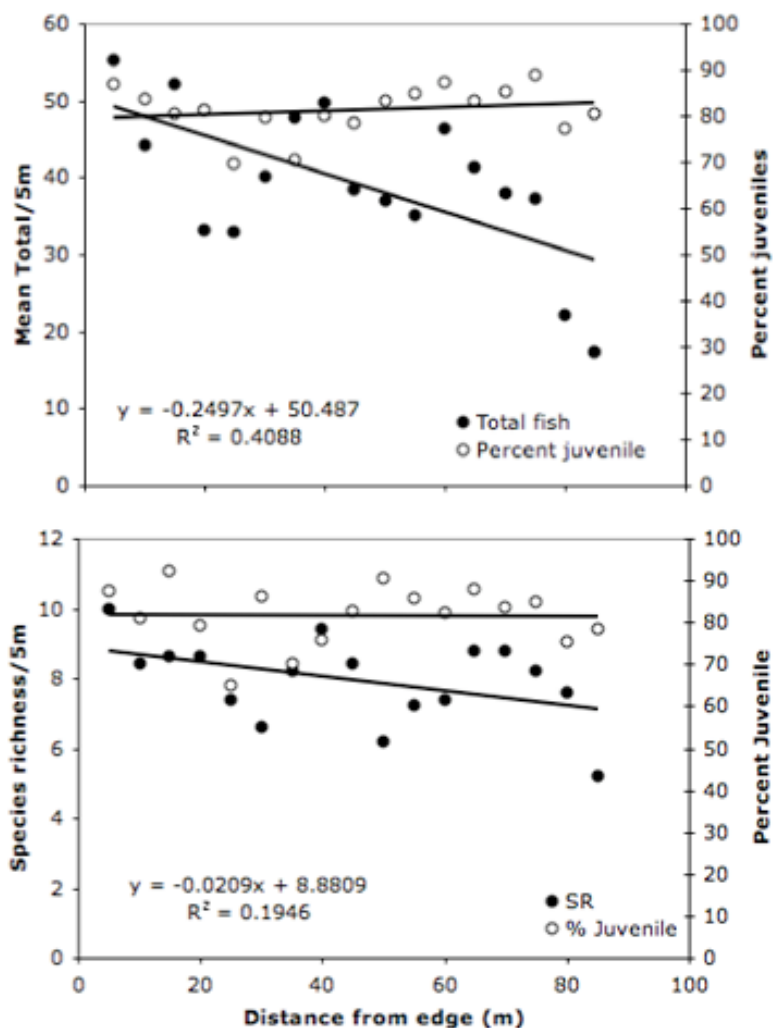 60
50
40
30
20
10
0
Mean Total/5m
100
90
80
70
60
50
40
30
20
10
0
Percent juveniles
y = -0.2497x + 50.487
R² = 0.4088
Total fish
Percent juvenile
12
10
8
6
4
2
0
Species richness/5m
100
90
80
70
60
50
40
30
20
10
0
Percent Juvenile
y = -0.0209x + 8.8809
R² = 0.1946
SR
% Juvenile
0 20 40 60 80 100
Distance from edge (m)